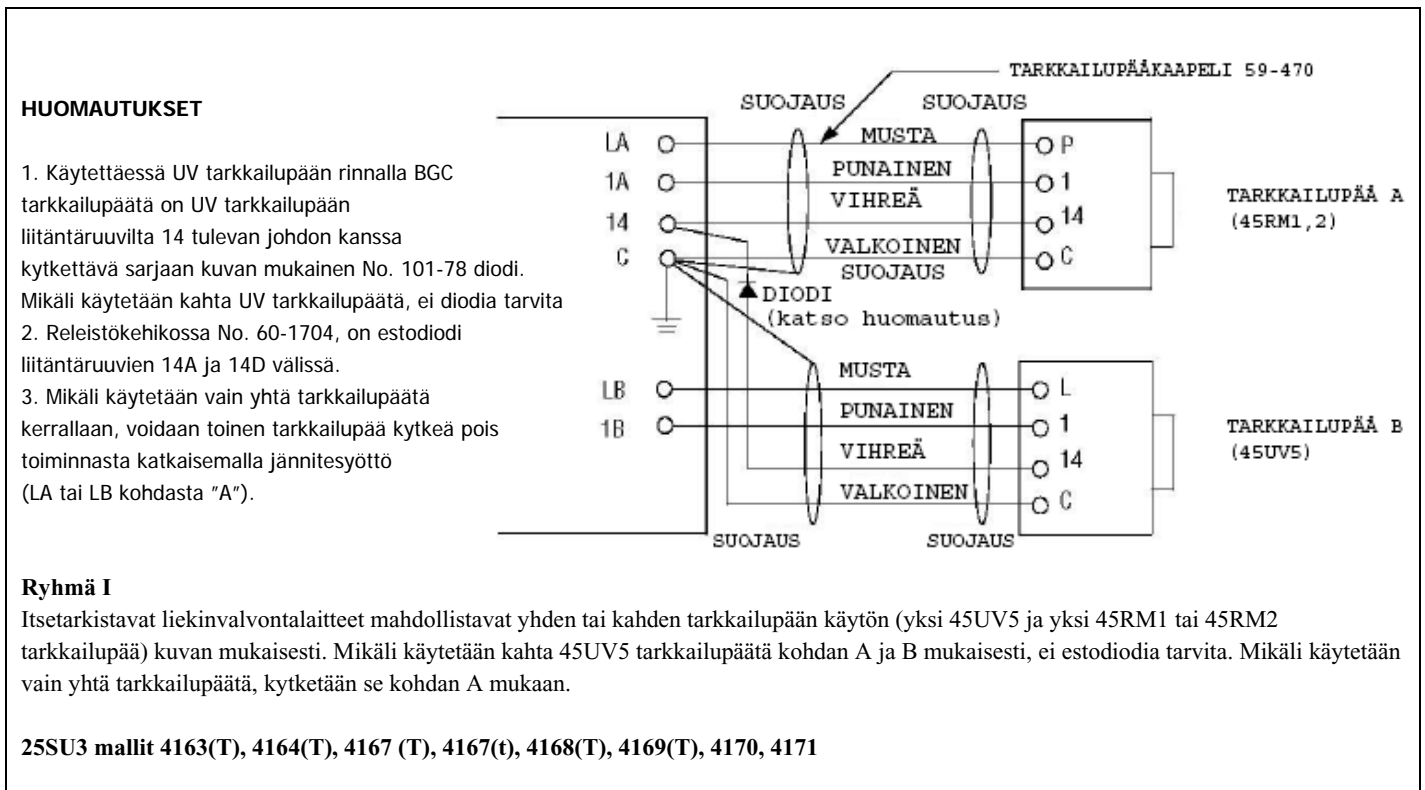 HUOMAUTUKSET
1. Käytettäessä UV tarkkailupään rinnalla BGC
tarkkailupäätä on UV tarkkailupään
liitäntäruuvilta 14 tulevan johdon kanssa
kytkettävä sarjaan kuvan mukainen No. 101-78 diodi.
Mikäli käytetään kahta UV tarkkailupäätä, ei diodia tarvita
2. Releistökehikossa No. 60-1704, on estodiodi
liitäntäruuvien 14A ja 14D välissä.
3. Mikäli käytetään vain yhtä tarkkailupäätä
kerrallaan, voidaan toinen tarkkailupää kytkeä pois
toiminnasta katkaisemalla jännitesyöttö
(LA tai LB kohdasta "A").
TARKKAILUPÄÅKAAPELI 59-470
SUOJAUS SUOJAUS
LA MUSTA P
1A PUNAINEN 1
14 VIHREÄ 14
C VALKOINEN C
SUOJAUS
TARKKAILUPÄÅ A
(45RM1,2)
DIODI
(katso huomautus)
LB MUSTA L
1B PUNAINEN 1
VIHREÄ 14
VALKOINEN C
SUOJAUS SUOJAUS
TARKKAILUPÄÅ B
(45UV5)
Ryhmä I
Itsetarkistavat liekinvalvontalaitteet mahdollistavat yhden tai kahden tarkkailupään käytön (yksi 45UV5 ja yksi 45RM1 tai 45RM2
tarkkailupää) kuvan mukaisesti. Mikäli käytetään kahta 45UV5 tarkkailupäätä kohdan A ja B mukaisesti, ei estodiodia tarvita. Mikäli käytetään
vain yhtä tarkkailupäätä, kytketään se kohdan A mukaan.
25SU3 mallit 4163(T), 4164(T), 4167 (T), 4167(t), 4168(T), 4169(T), 4170, 4171